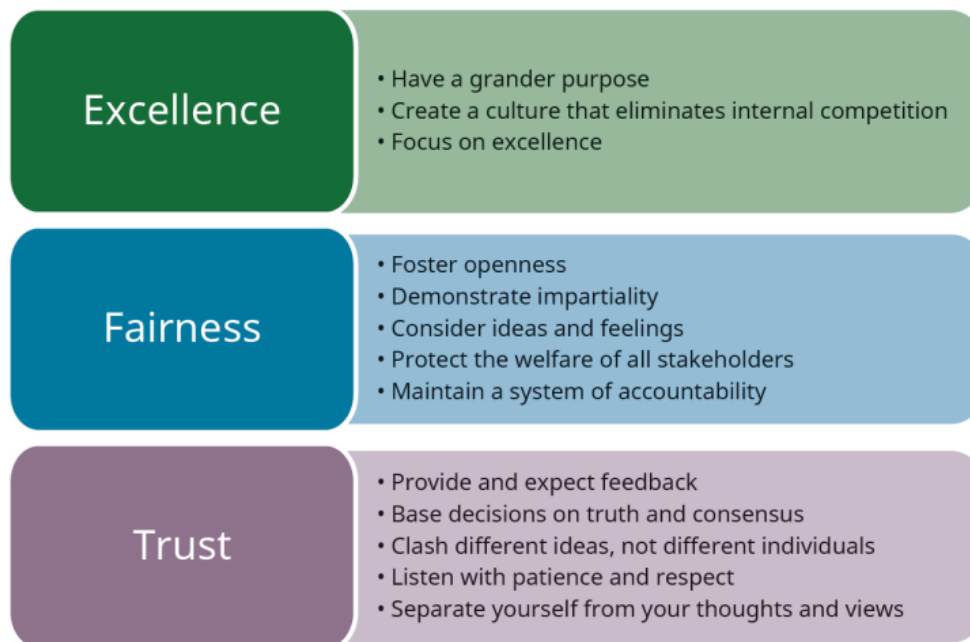 Excellence
• Have a grander purpose
• Create a culture that eliminates internal competition
• Focus on excellence
Fairness
• Foster openness
• Demonstrate impartiality
• Consider ideas and feelings
• Protect the welfare of all stakeholders
• Maintain a system of accountability
Trust
• Provide and expect feedback
• Base decisions on truth and consensus
• Clash different ideas, not different individuals
• Listen with patience and respect
• Separate yourself from your thoughts and views